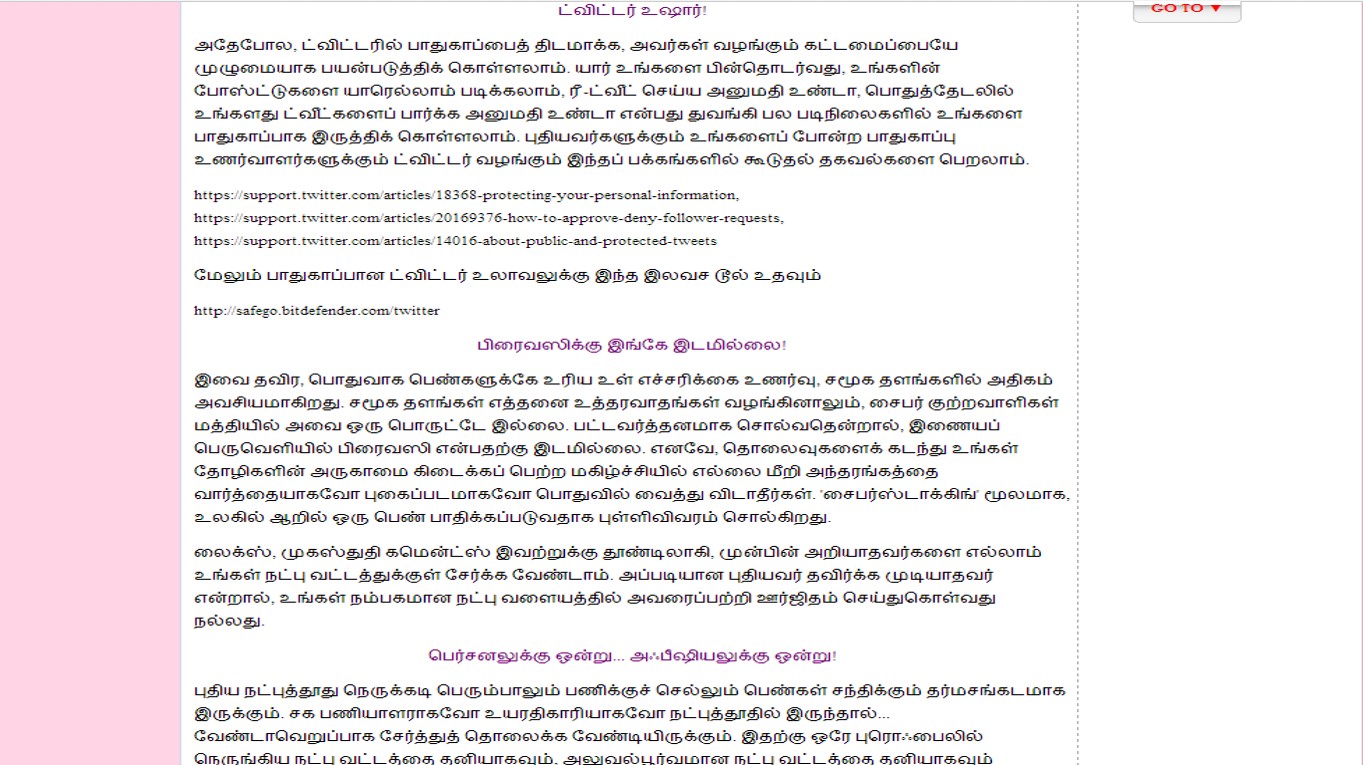 ட்விட்டர் உஷார்!
GO TO ▼
அதேபோல, ட்விட்டரில் பாதுகாப்பைத் திடமாக்க, அவர்கள் வழங்கும் கட்டமைப்பையே
முழுமையாக பயன்படுத்திக் கொள்ளலாம். யார் உங்களை பின்தொடர்வது, உங்களின்
போஸ்ட்டுகளை யாரெல்லாம் படிக்கலாம், ரீ-ட்வீட் செய்ய அனுமதி உண்டா, பொதுத்தேடலில்
உங்களது ட்வீட்களைப் பார்க்க அனுமதி உண்டா என்பது துவங்கி பல படிநிலைகளில் உங்களை
பாதுகாப்பாக இருத்திக் கொள்ளலாம். புதியவர்களுக்கும் உங்களைப் போன்ற பாதுகாப்பு
உணர்வாளர்களுக்கும் ட்விட்டர் வழங்கும் இந்தப் பக்கங்களில் கூடுதல் தகவல்களை பெறலாம்.
https://support.twitter.com/articles/18368-protecting-your-personal-information,
https://support.twitter.com/articles/20169376-how-to-approve-deny-follower-requests,
https://support.twitter.com/articles/14016-about-public-and-protected-tweets
மேலும் பாதுகாப்பான ட்விட்டர் உலாவலுக்கு இந்த இலவச டூல் உதவும்
http://safego.bitdefender.com/twitter
பிரைவஸிக்கு இங்கே இடமில்லை!
இவை தவிர, பொதுவாக பெண்களுக்கே உரிய உள் எச்சரிக்கை உணர்வு, சமூக தளங்களில் அதிகம்
அவசியமாகிறது. சமூக தளங்கள் எத்தனை உத்தரவாதங்கள் வழங்கினாலும், சைபர் குற்றவாளிகள்
மத்தியில் அவை ஒரு பொருட்டே இல்லை. பட்டவர்த்தனமாக சொல்வதென்றால், இணையப்
பெருவெளியில் பிரைவஸி என்பதற்கு இடமில்லை. எனவே, தொலைவுகளைக் கடந்து உங்கள்
தோழிகளின் அருகாமை கிடைக்கப் பெற்ற மகிழ்ச்சியில் எல்லை மீறி அந்தரங்கத்தை
வார்த்தையாகவோ புகைப்படமாகவோ பொதுவில் வைத்து விடாதீர்கள். 'சைபர்ஸ்டாக்கிங்' மூலமாக,
உலகில் ஆறில் ஒரு பெண் பாதிக்கப்படுவதாக புள்ளிவிவரம் சொல்கிறது.
லைக்ஸ், முகஸ்துதி கமென்ட்ஸ் இவற்றுக்கு தூண்டிலாகி, முன்பின் அறியாதவர்களை எல்லாம்
உங்கள் நட்பு வட்டத்துக்குள் சேர்க்க வேண்டாம். அப்படியான புதியவர் தவிர்க்க முடியாதவர்
என்றால், உங்கள் நம்பகமான நட்பு வளையத்தில் அவரைப்பற்றி ஊர்ஜிதம் செய்துகொள்வது
நல்லது.
பெர்சனலுக்கு ஒன்று... அஃபீஷியலுக்கு ஒன்று!
புதிய நட்புத்தூது நெருக்கடி பெரும்பாலும் பணிக்குச் செல்லும் பெண்கள் சந்திக்கும் தர்மசங்கடமாக
இருக்கும். சக பணியாளராகவோ உயரதிகாரியாகவோ நட்புத்தூதில் இருந்தால்...
வேண்டாவெறுப்பாக சேர்த்துத் தொலைக்க வேண்டியிருக்கும். இதற்கு ஒரே புரொஃபைலில்
நெருங்கிய நட்பு வட்டத்தை தனியாகவும், அலுவல்பூர்வமான நட்பு வட்டத்தை தனியாகவும்